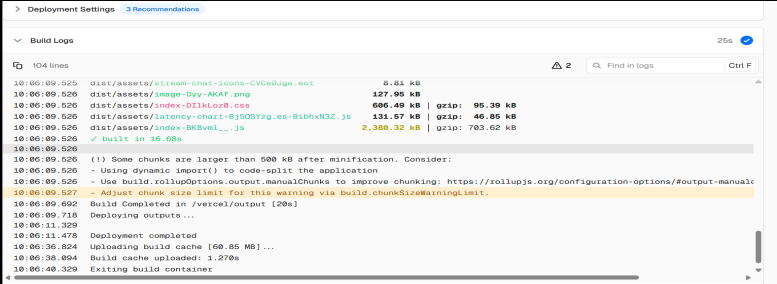 Deployment Settings 3 Recommendations
Build Logs 25s
104 lines 2 Find in logs Ctrl F
10:06:09.525 dist/assets/stream-chat-icons-CVCe0Jge.eot 8.81 kB
10:06:09.526 dist/assets/image-Dyy-AKAf.png 127.95 kB
10:06:09.526 dist/assets/index-DIlkLoz0.css 606.49 kB | gzip: 95.39 kB
10:06:09.526 dist/assets/latency-chart-Bj5OSYzg.es-BibhxN3Z.js 131.57 kB | gzip: 46.85 kB
10:06:09.526 dist/assets/index-BKBvml__.js 2,380.32 kB | gzip: 703.62 kB
10:06:09.526 ✓ built in 16.68s
10:06:09.526
10:06:09.526 (!) Some chunks are larger than 500 kB after minification. Consider:
10:06:09.526 - Using dynamic import() to code-split the application
10:06:09.526 - Use build.rollupOptions.output.manualChunks to improve chunking: https://rollupjs.org/configuration-options/#output-manualc
10:06:09.527 - Adjust chunk size limit for this warning via build.chunkSizeWarningLimit.
10:06:09.692 Build Completed in /vercel/output [20s]
10:06:09.718 Deploying outputs...
10:06:11.329
10:06:11.478 Deployment completed
10:06:36.824 Uploading build cache [60.85 MB]...
10:06:38.094 Build cache uploaded: 1.270s
10:06:40.329 Exiting build container